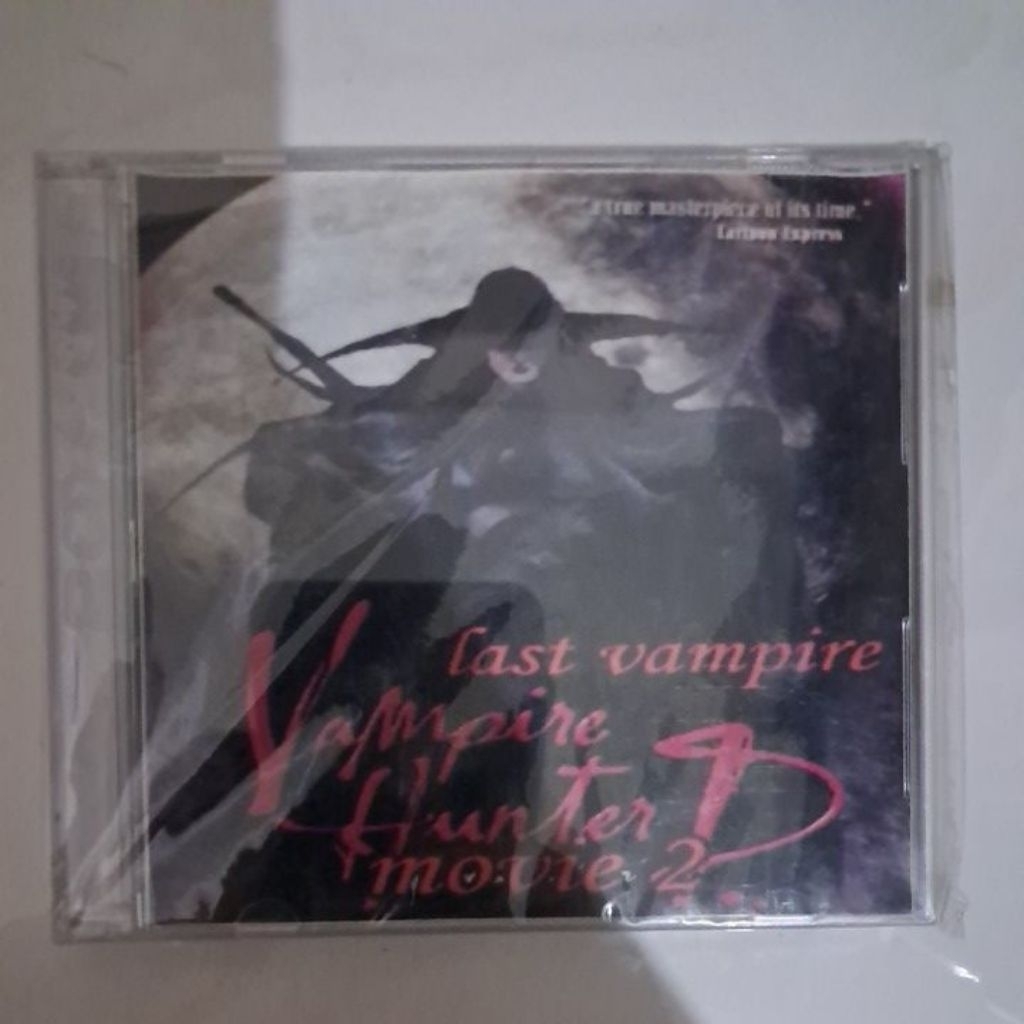 "a true masterpiece of its time."
Cartoon Express
last vampire
Vampire
Hunter D
movie 2